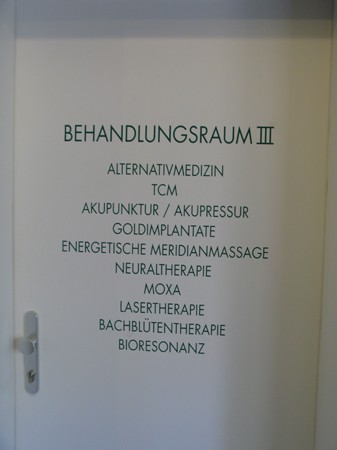 BEHANDLUNGSRAUM III
ALTERNATIVMEDIZIN
TCM
AKUPUNKTUR / AKUPRESSUR
GOLDIMPLANTATE
ENERGETISCHE MERIDIANMASSAGE
NEURALTHERAPIE
MOXA
LASERTHERAPIE
BACHBLÜTENTHERAPIE
BIORESONANZ